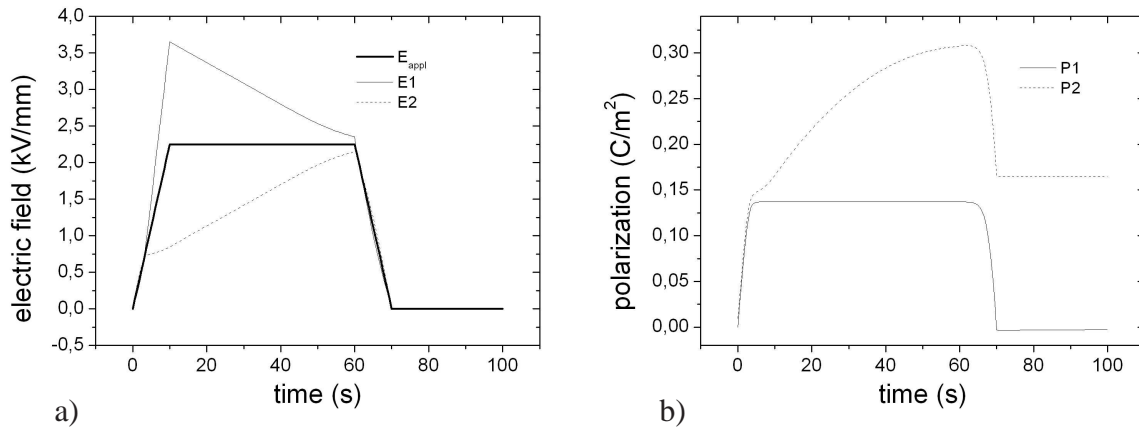 4,0
3,5
3,0
2,5
2,0
1,5
1,0
0,5
0,0
-0,5
electric field (kV/mm)
E_appl
E1
E2
0 20 40 60 80 100
time (s)
a)
0,30
0,25
0,20
0,15
0,10
0,05
0,00
polarization (C/m²)
P1
P2
0 20 40 60 80 100
time (s)
b)